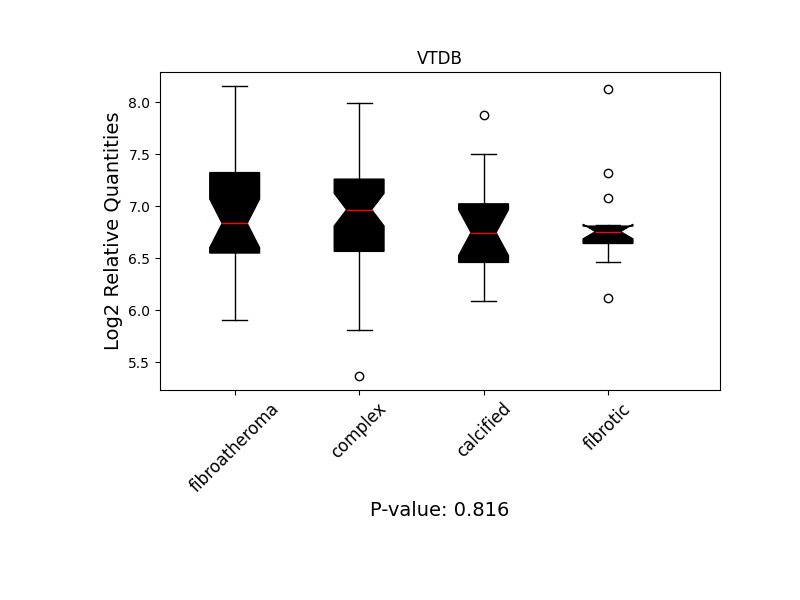 VTDB
Log2 Relative Quantities
8.0
7.5
7.0
6.5
6.0
5.5
fibroatheroma
complex
calcified
fibrotic
P-value: 0.816